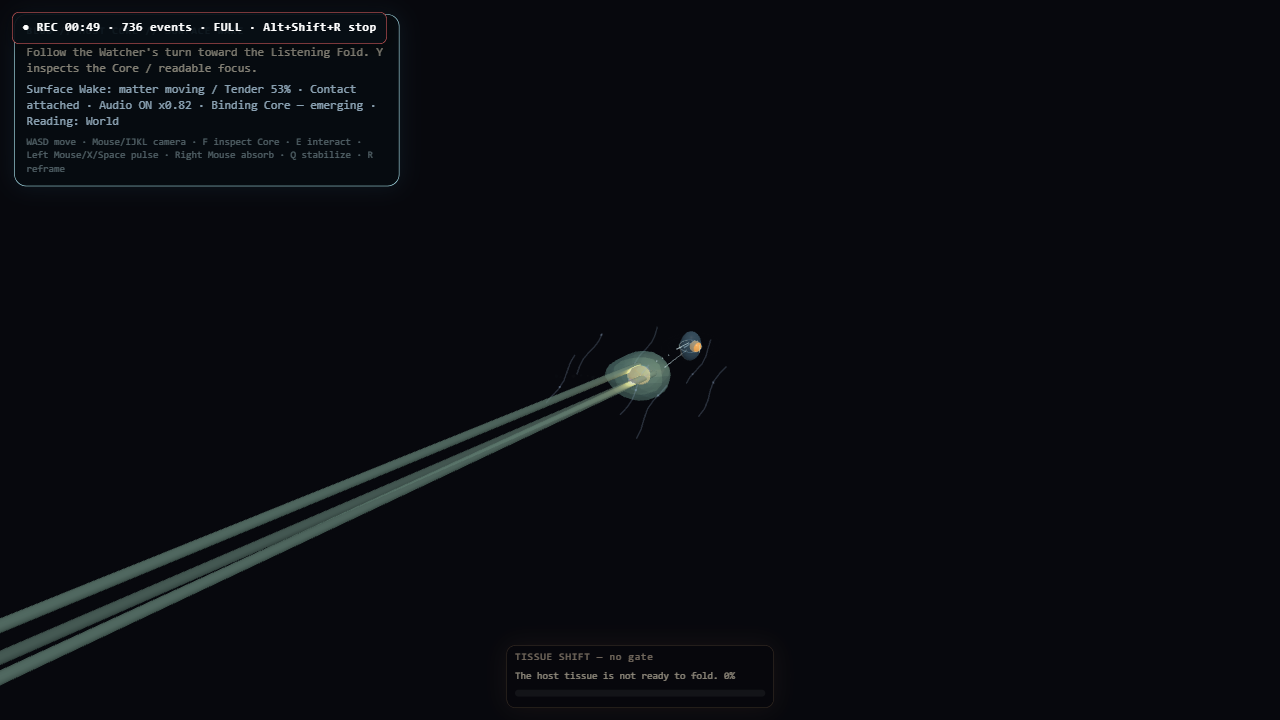 ● REC 00:49 · 736 events · FULL · Alt+Shift+R stop
Follow the Watcher's turn toward the Listening Fold. Y
inspects the Core / readable focus.
Surface Wake: matter moving / Tender 53% · Contact
attached · Audio ON x0.82 · Binding Core — emerging ·
Reading: World
WASD move · Mouse/IJKL camera · F inspect Core · E interact ·
Left Mouse/X/Space pulse · Right Mouse absorb · Q stabilize · R
reframe
TISSUE SHIFT — no gate
The host tissue is not ready to fold. 0%